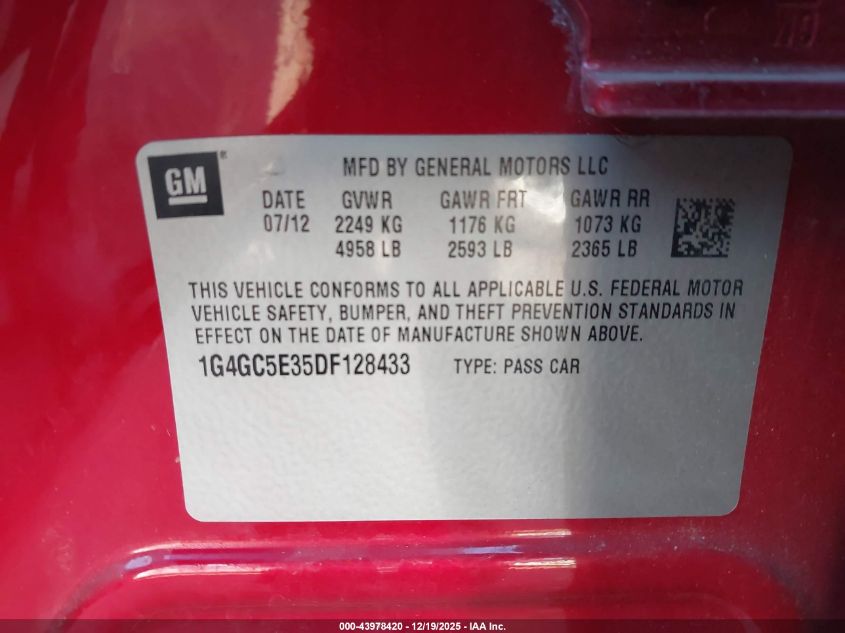 GM ®
MFD BY GENERAL MOTORS LLC
DATE GVWR GAWR FRT GAWR RR
07/12 2249 KG 1176 KG 1073 KG
4958 LB 2593 LB 2365 LB
THIS VEHICLE CONFORMS TO ALL APPLICABLE U.S. FEDERAL MOTOR
VEHICLE SAFETY, BUMPER, AND THEFT PREVENTION STANDARDS IN
EFFECT ON THE DATE OF MANUFACTURE SHOWN ABOVE.
1G4GC5E35DF128433 TYPE: PASS CAR
000-43978420 - 12/19/2025 - IAA Inc.